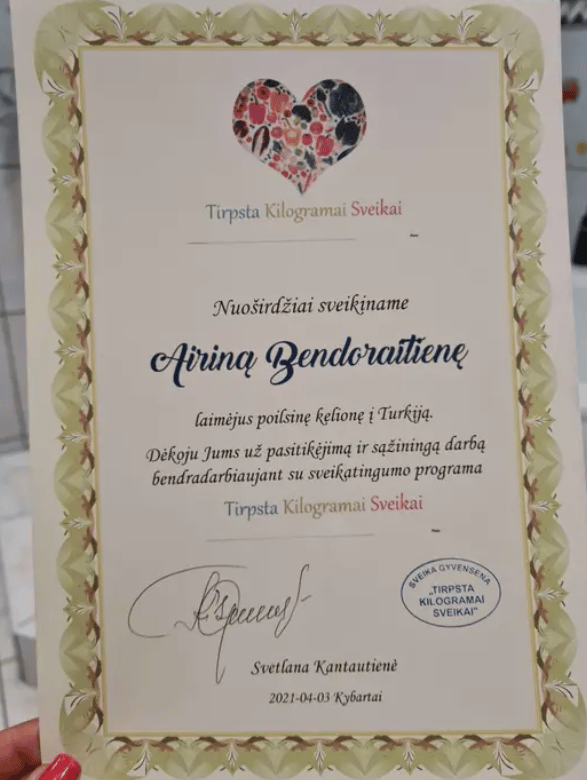 Tirpsta Kilogramai Sveikai
Nuoširdžiai sveikiname
Airiną Bendoraitienę
laimėjus poilsinę kelionę į Turkiją.
Dėkoju Jums už pasitikėjimą ir sąžiningą darbą
bendradarbiaujant su sveikatingumo programa
Tirpsta Kilogramai Sveikai
SVEIKA GYVENSENA
„TIRPSTA
KILOGRAMAI
SVEIKAI"
Svetlana Kantautienė
2021-04-03 Kybartai